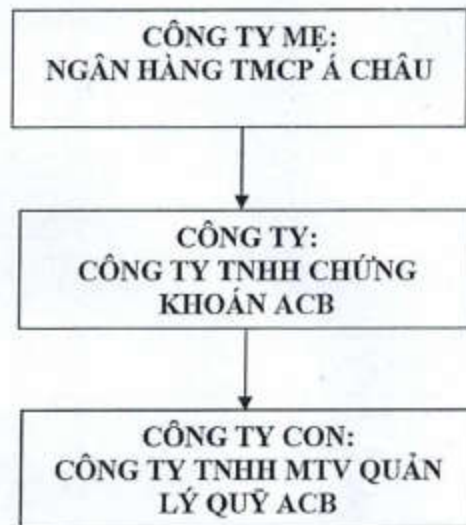 CÔNG TY MẸ:
NGÂN HÀNG TMCP Á CHÂU
CÔNG TY:
CÔNG TY TNHH CHỨNG
KHOÁN ACB
CÔNG TY CON:
CÔNG TY TNHH MTV QUẢN
LÝ QUỸ ACB